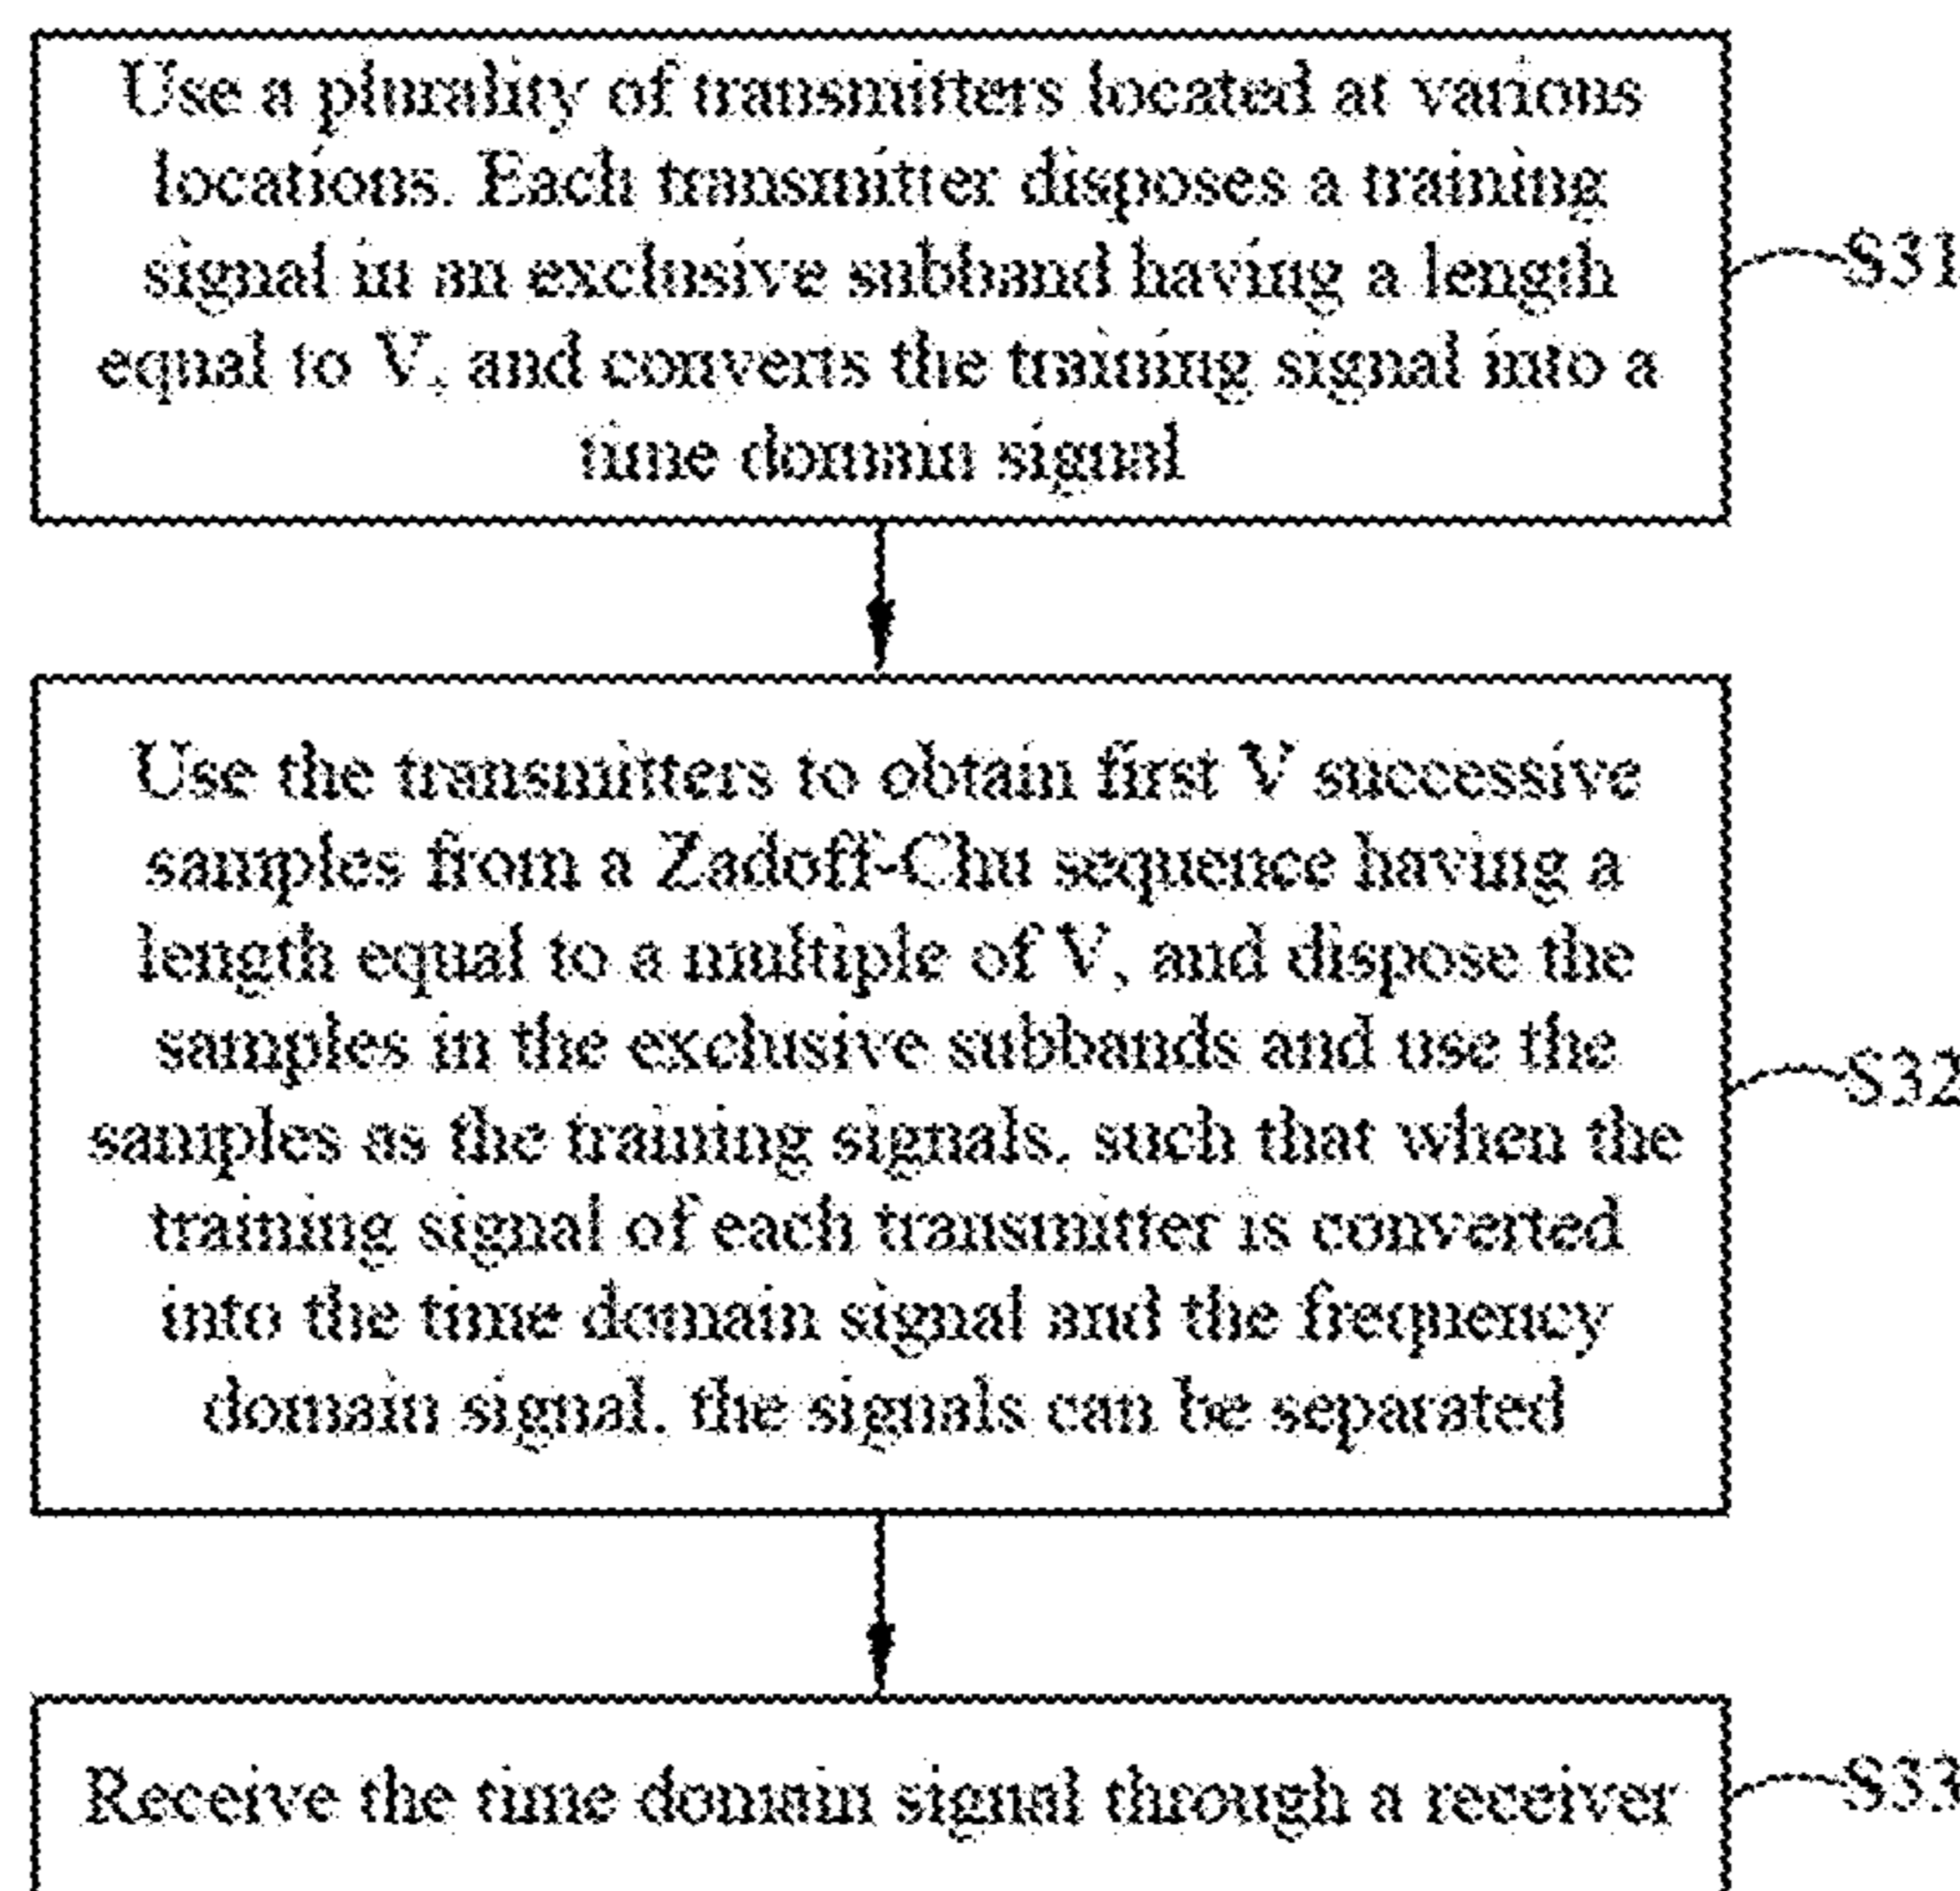 Use a plurality of transmitters located at various
locations. Each transmitter disposes a training
signal in an exclusive subband having a length
equal to V, and converts the training signal into a
time domain signal
S31
Use the transmitters to obtain first V successive
samples from a Zadoff-Chu sequence having a
length equal to a multiple of V, and dispose the
samples in the exclusive subbands and use the
samples as the training signals, such that when the
training signal of each transmitter is converted
into the time domain signal and the frequency
domain signal, the signals can be separated
S32
Receive the time domain signal through a receiver
S33